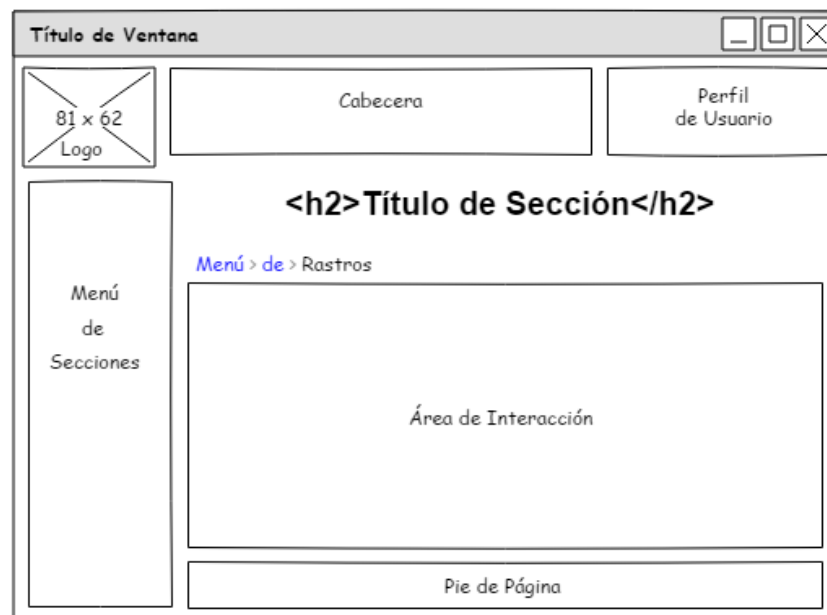 Título de Ventana
81 x 62
Logo
Cabecera
Perfil
de Usuario
<h2>Título de Sección</h2>
Menú > de > Rastros
Menú
de
Secciones
Área de Interacción
Pie de Página